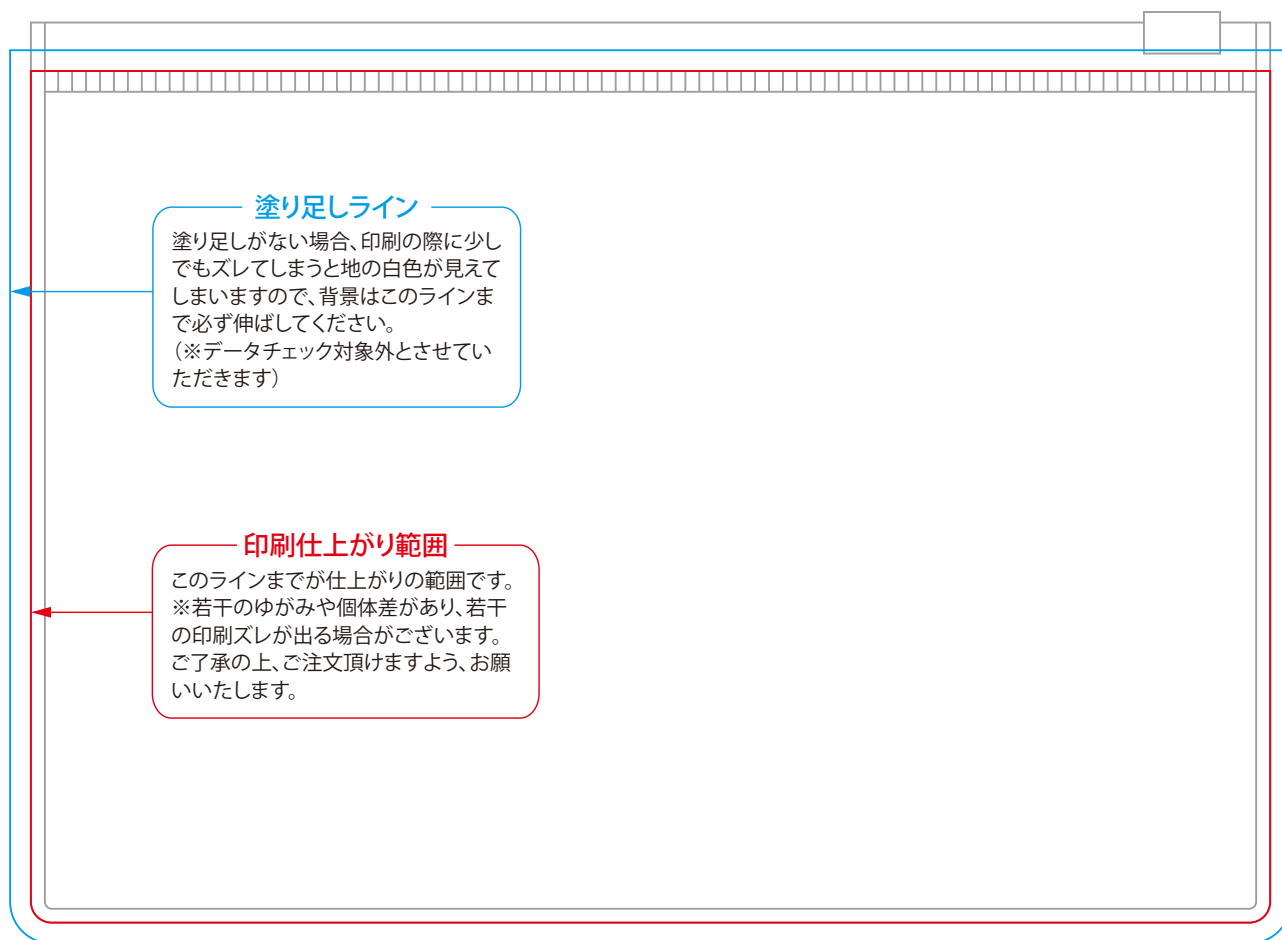 塗り足しライン
塗り足しがない場合、印刷の際に少し
でもズレてしまうと地の白色が見えて
しまいますので、背景はこのラインま
で必ず伸ばしてください。
（※データチェック対象外とさせてい
ただきます）
印刷仕上がり範囲
このラインまでが仕上がりの範囲です。
※若干のゆがみや個体差があり、若干
の印刷ズレが出る場合がございます。
ご了承の上、ご注文頂けますよう、お願
いいたします。